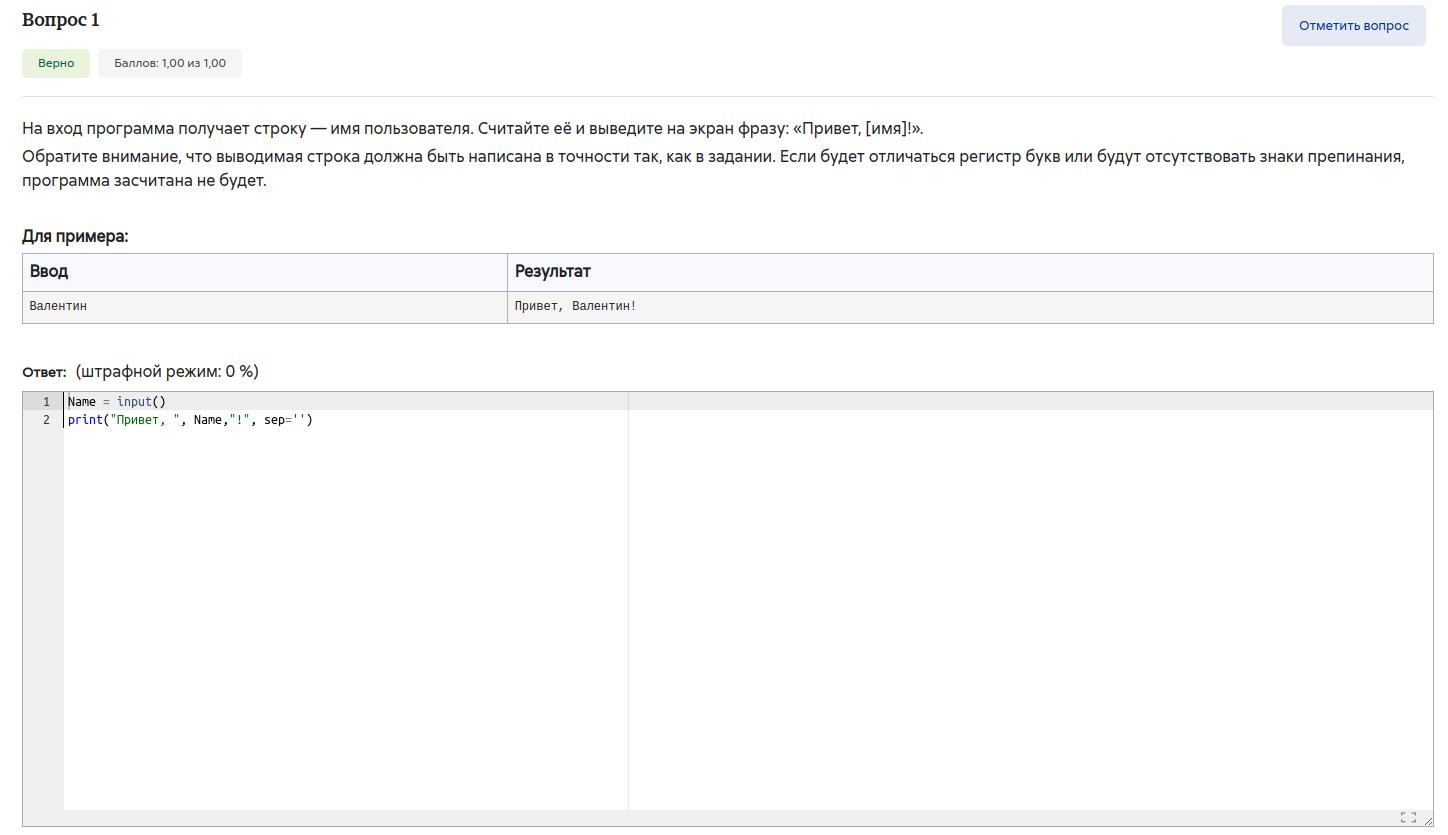 Вопрос 1
Отметить вопрос
Верно
Баллов: 1,00 из 1,00
На вход программа получает строку — имя пользователя. Считайте её и выведите на экран фразу: «Привет, [имя]!».
Обратите внимание, что выводимая строка должна быть написана в точности так, как в задании. Если будет отличаться регистр букв или будут отсутствовать знаки препинания,
программа засчитана не будет.
Для примера:
Ввод Результат
Валентин Привет, Валентин!
Ответ: (штрафной режим: 0 %)
1 Name = input()
2 print("Привет, ", Name,"!", sep='')